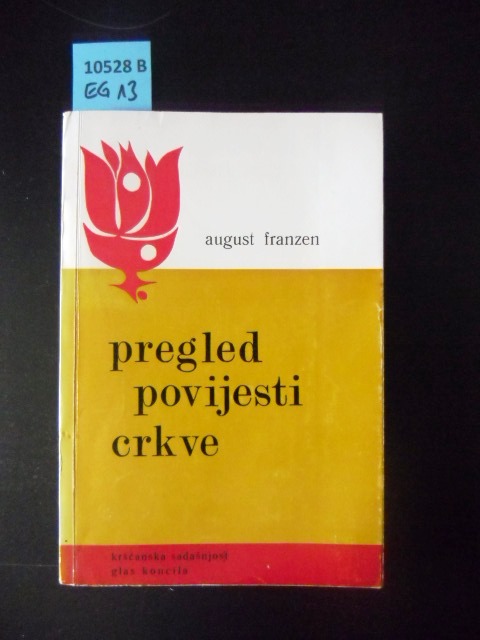 10528 B
EG 13
august franzen
pregled
povijesti
crkve
kršćanska sadašnjost
glas koncila